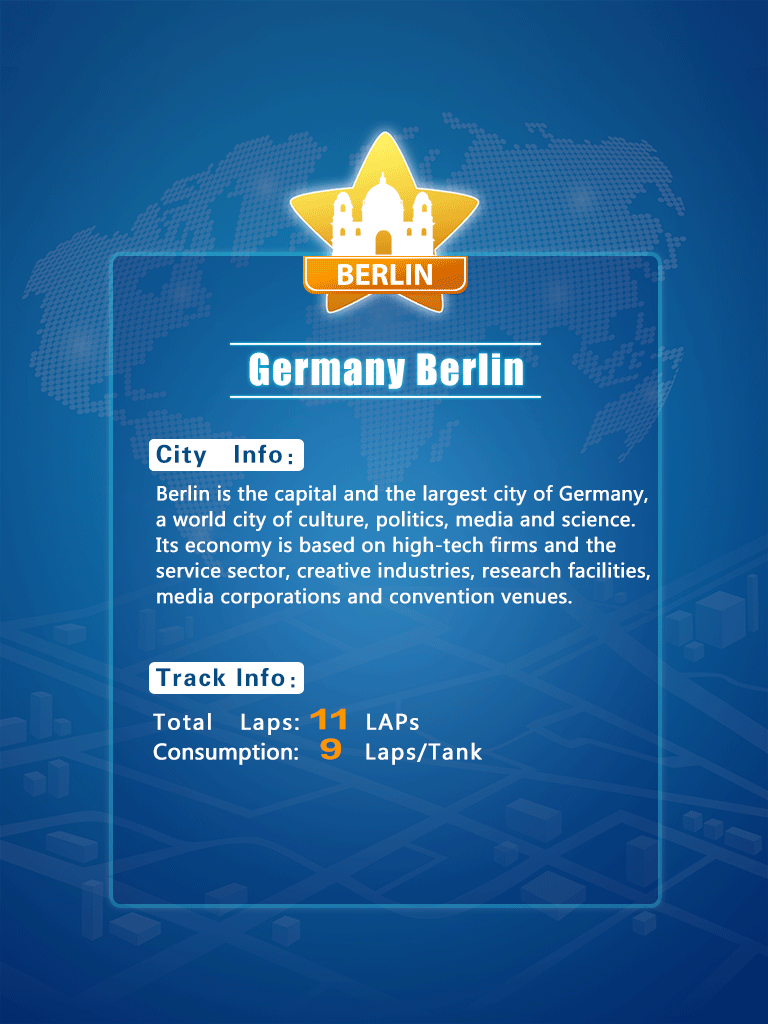 BERLIN
Germany Berlin
City Info:
Berlin is the capital and the largest city of Germany,
a world city of culture, politics, media and science.
Its economy is based on high-tech firms and the
service sector, creative industries, research facilities,
media corporations and convention venues.
Track Info:
Total Laps: 11 LAPs
Consumption: 9 Laps/Tank